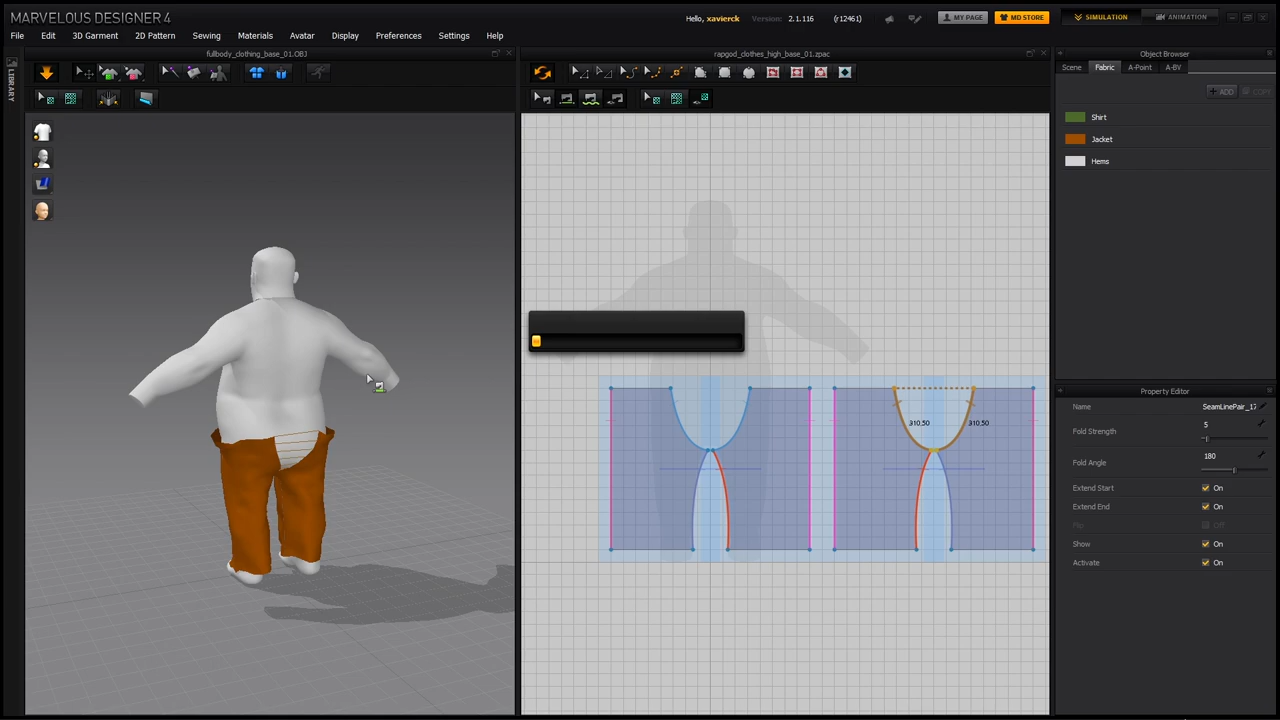 MARVELOUS DESIGNER 4
Hello, xavierck Version: 2.1.116 (r12461) MY PAGE MD STORE SIMULATION ANIMATION
File Edit 3D Garment 2D Pattern Sewing Materials Avatar Display Preferences Settings Help
fullbody_clothing_base_01.OBJ
rapgod_clothes_high_base_01.zpac
Object Browser
LIBRARY
Scene Fabric A-Point A-BV
ADD COPY
Shirt
Jacket
Hems
310,50 310,50
Property Editor
Name SeamLinePair_17
Fold Strength 5
Fold Angle 180
Extend Start On
Extend End On
Flip Off
Show On
Activate On